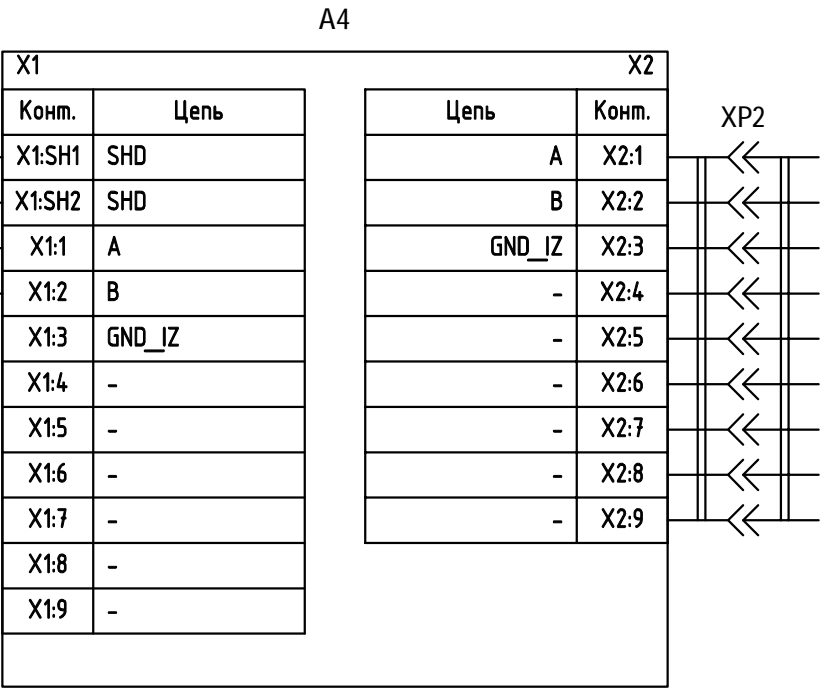 A4
X1 X2
Конт. Цепь Цепь Конт. XP2
X1:SH1 SHD A X2:1
X1:SH2 SHD B X2:2
X1:1 A GND_IZ X2:3
X1:2 B - X2:4
X1:3 GND_IZ - X2:5
X1:4 - - X2:6
X1:5 - - X2:7
X1:6 - - X2:8
X1:7 - - X2:9
X1:8 -
X1:9 -